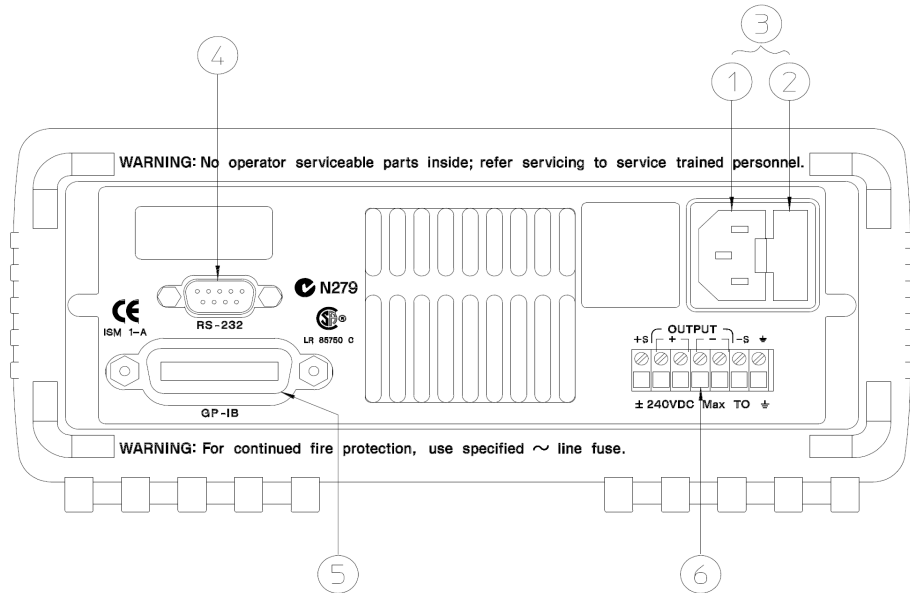 3
4
1
2
WARNING: No operator serviceable parts inside; refer servicing to service trained personnel.
N279
CE
ISM 1-A
RS-232
SA ®
LR 85750 C
GP-IB
OUTPUT
+S + - -S
± 240VDC Max TO
WARNING: For continued fire protection, use specified ~ line fuse.
5
6